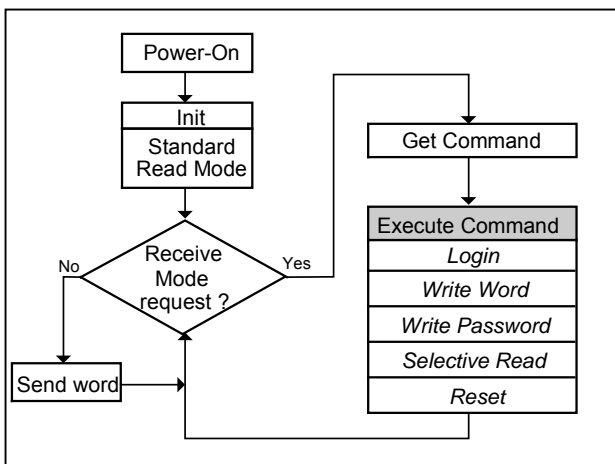 Power-On
Init
Standard
Read Mode
Receive
Mode
request ?
No
Yes
Send word
Get Command
Execute Command
Login
Write Word
Write Password
Selective Read
Reset